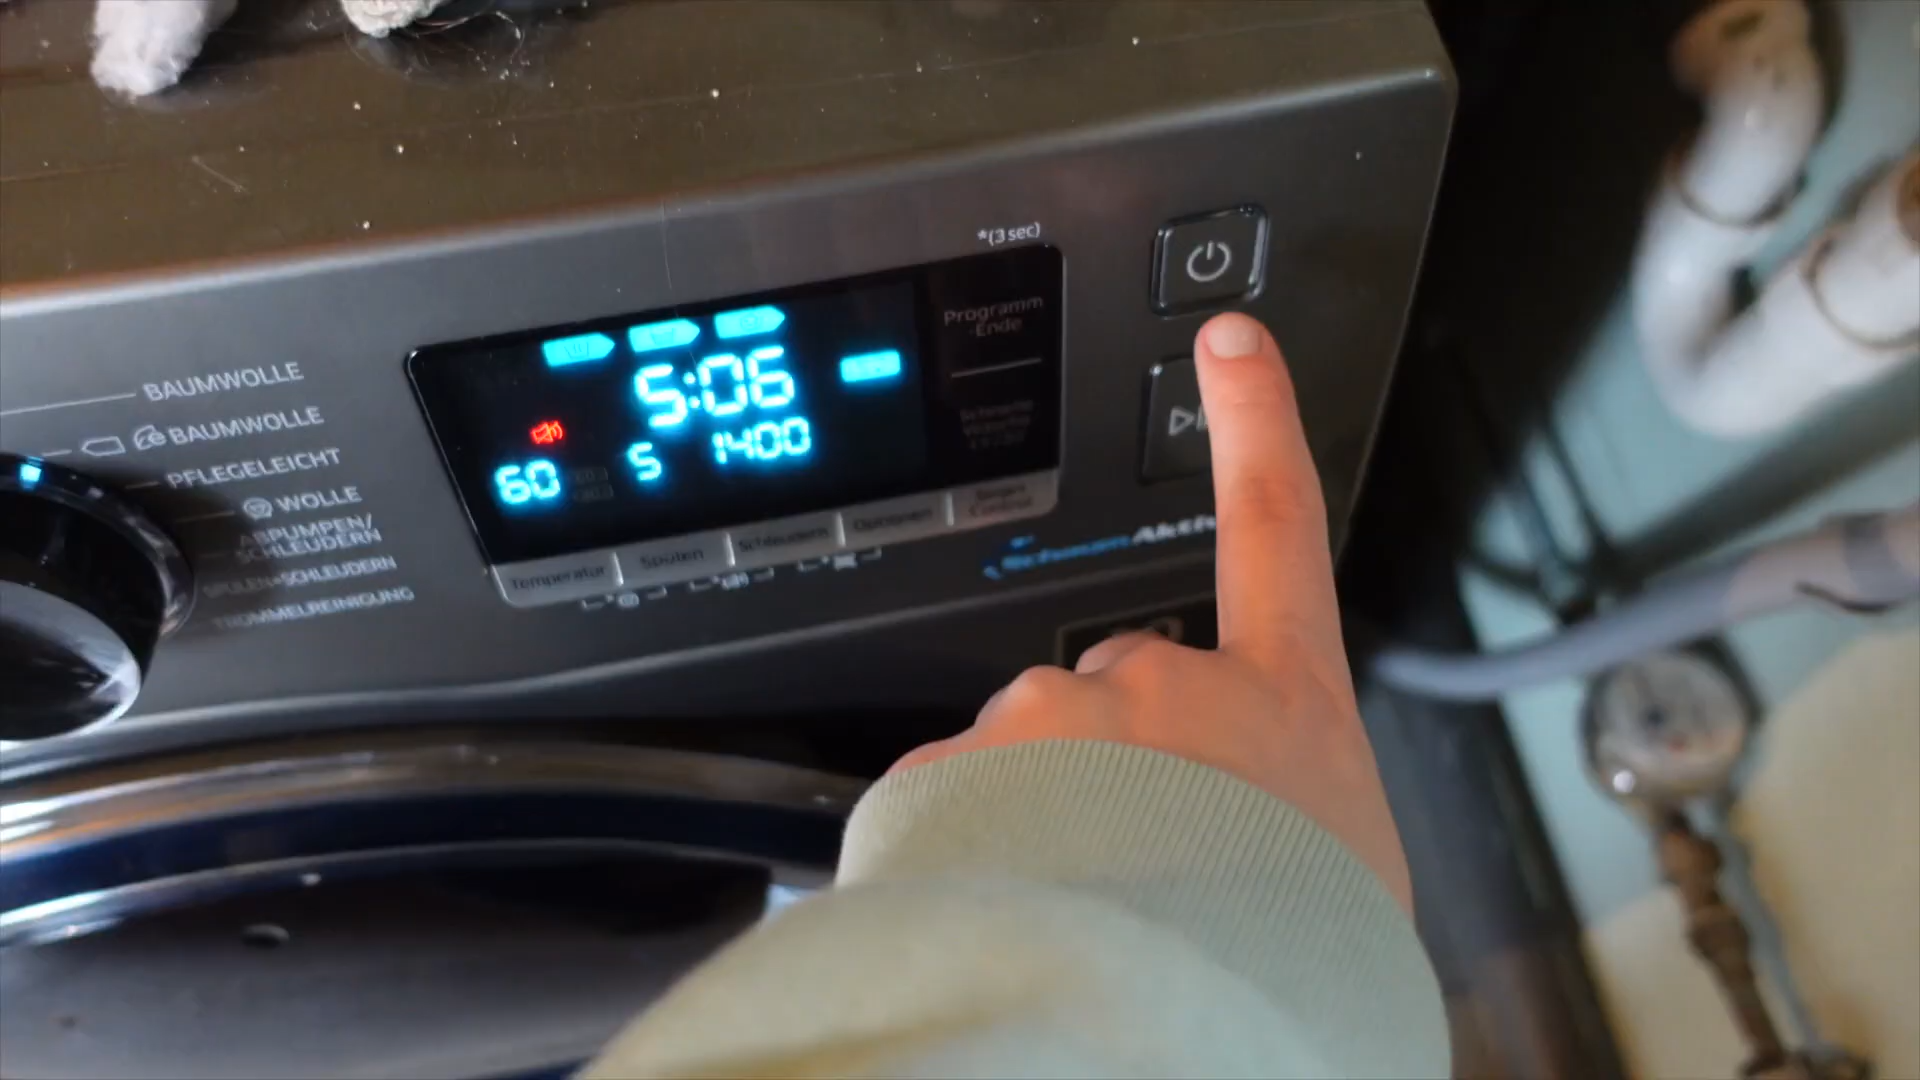 *(3 sec)
Programm
-Ende
BAUMWOLLE
5:06
BAUMWOLLE
60 5 1400
PFLEGELEICHT
WOLLE
ABPUMPEN/
SCHLEUDERN
SPÜLEN+SCHLEUDERN
TROMMELREINIGUNG
Temperatur
Spülen
Schleudern
Optionen
SchaumAktiv